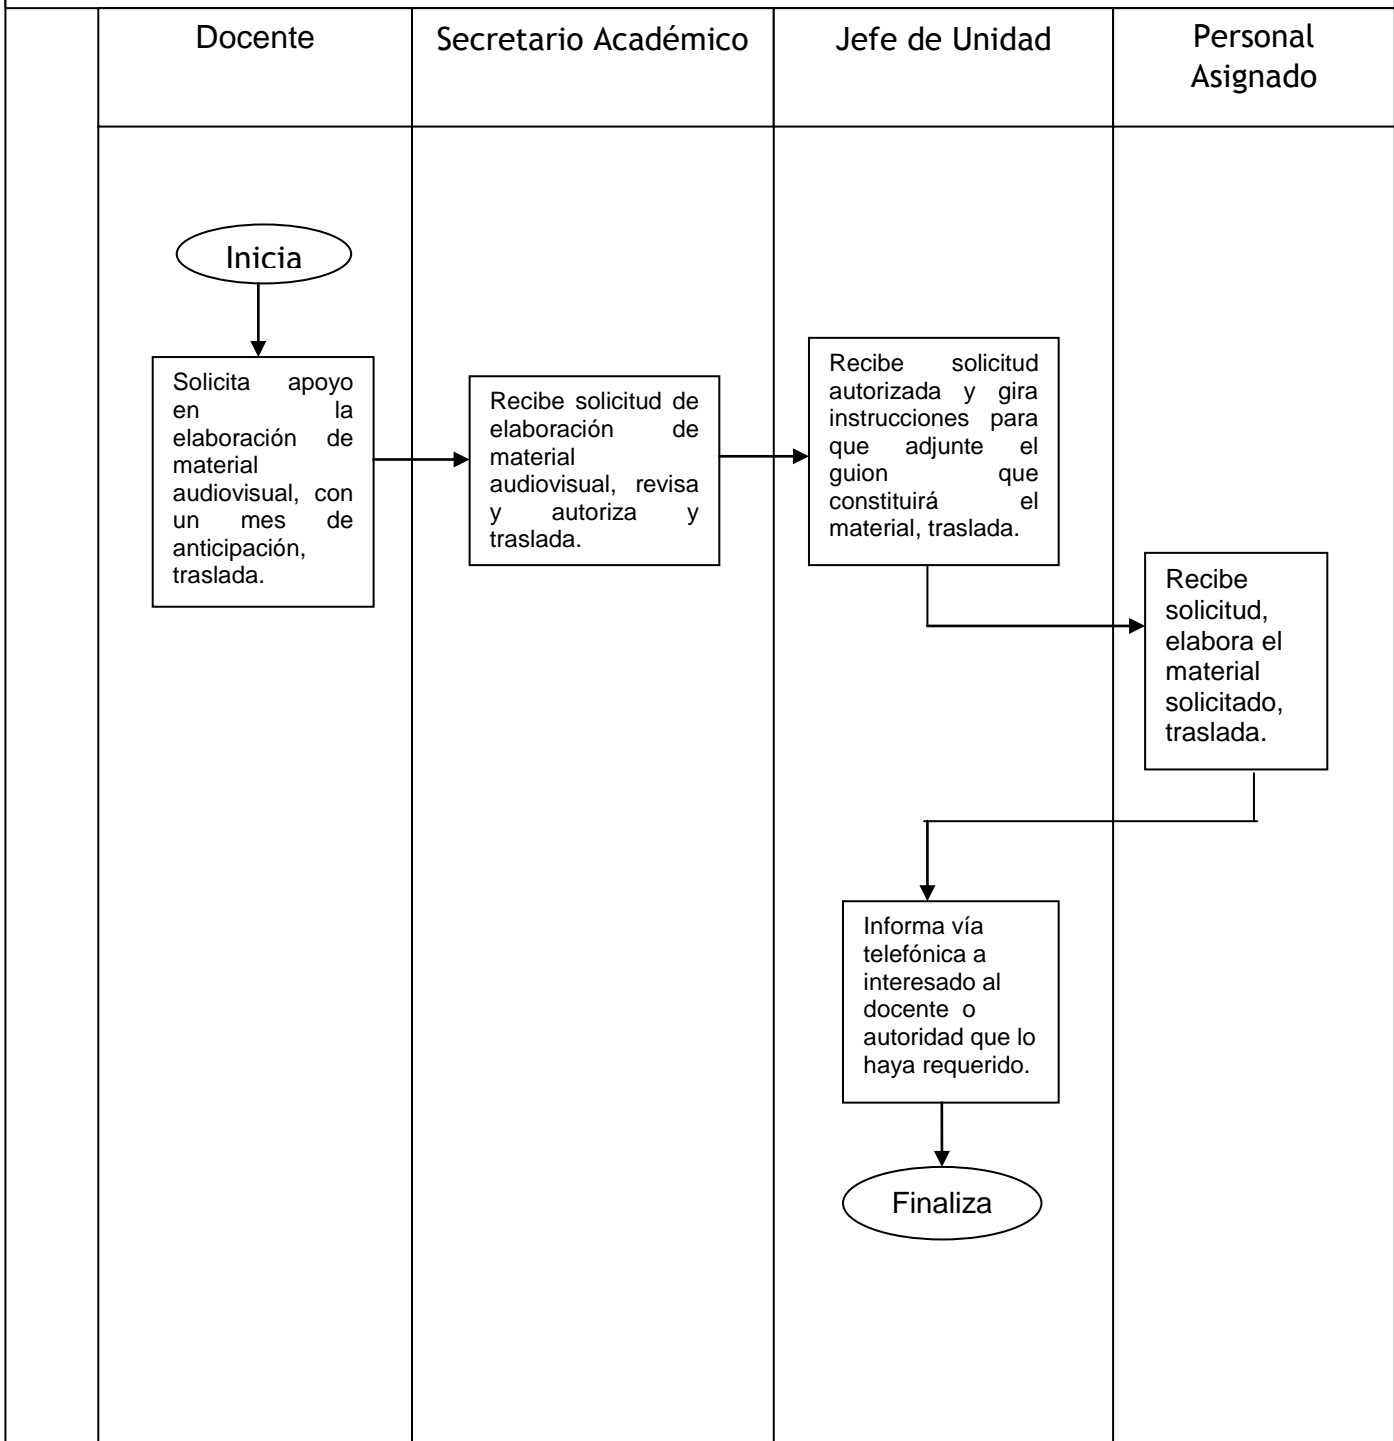 Docente
Secretario Académico
Jefe de Unidad
Personal
Asignado
Inicia
Solicita apoyo
en la
elaboración de
material
audiovisual, con
un mes de
anticipación,
traslada.
Recibe solicitud de
elaboración de
material
audiovisual, revisa
y autoriza y
traslada.
Recibe solicitud
autorizada y gira
instrucciones para
que adjunte el
guion que
constituirá el
material, traslada.
Recibe
solicitud,
elabora el
material
solicitado,
traslada.
Informa vía
telefónica a
interesado al
docente o
autoridad que lo
haya requerido.
Finaliza